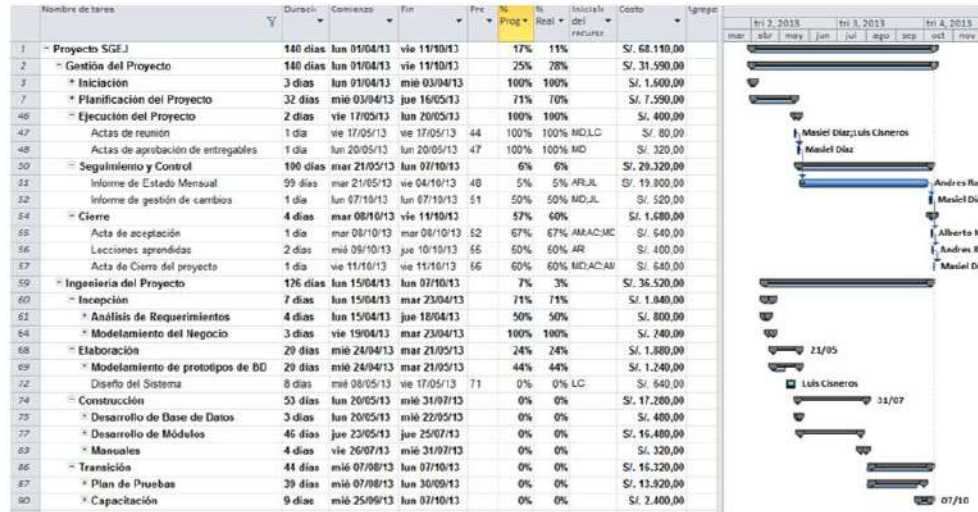 Nombre de tarea Duració Comienzo Fin Pre % Prog % Real Iniciale del recurso Costo Agrega
tri 2, 2013 tri 3, 2013 tri 4, 2013
mar abr may jun jul ago sep oct nov
1 Proyecto SGEJ 140 días lun 01/04/13 vie 11/10/13 17% 11% S/. 68.110,00
2 Gestión del Proyecto 140 días lun 01/04/13 vie 11/10/13 25% 28% S/. 31.590,00
3 Iniciación 3 días lun 01/04/13 mié 03/04/13 100% 100% S/. 1.600,00
7 Planificación del Proyecto 32 días mié 03/04/13 jue 16/05/13 71% 70% S/. 7.590,00
46 Ejecución del Proyecto 2 días vie 17/05/13 lun 20/05/13 100% 100% S/. 400,00
47 Actas de reunión 1 día vie 17/05/13 vie 17/05/13 44 100% 100% MD;LC S/. 80,00 Masiel Díaz;Luis Cisneros
48 Actas de aprobación de entregables 1 día lun 20/05/13 lun 20/05/13 47 100% 100% MD S/. 320,00 Masiel Díaz
50 Seguimiento y Control 100 días mar 21/05/13 lun 07/10/13 6% 6% S/. 20.320,00
51 Informe de Estado Mensual 99 días mar 21/05/13 vie 04/10/13 48 5% 5% AR;JL S/. 19.800,00 Andres Ra
52 Informe de gestión de cambios 1 día lun 07/10/13 lun 07/10/13 51 50% 50% MD;JL S/. 520,00 Masiel Di
54 Cierre 4 días mar 08/10/13 vie 11/10/13 57% 60% S/. 1.680,00
55 Acta de aceptación 1 día mar 08/10/13 mar 08/10/13 52 67% 67% AM;AC;MD S/. 640,00 Alberto M
56 Lecciones aprendidas 2 días mié 09/10/13 jue 10/10/13 55 50% 50% AR S/. 400,00 Andres R
57 Acta de Cierre del proyecto 1 día vie 11/10/13 vie 11/10/13 56 60% 60% MD;AC;AM S/. 640,00 Masiel D
59 Ingeniería del Proyecto 126 días lun 15/04/13 lun 07/10/13 7% 3% S/. 36.520,00
60 Incepción 7 días lun 15/04/13 mar 23/04/13 71% 71% S/. 1.040,00
61 Análisis de Requerimientos 4 días lun 15/04/13 jue 18/04/13 50% 50% S/. 800,00
64 Modelamiento del Negocio 3 días vie 19/04/13 mar 23/04/13 100% 100% S/. 240,00
68 Elaboración 20 días mié 24/04/13 mar 21/05/13 24% 24% S/. 1.880,00 21/05
69 Modelamiento de prototipos de BD 20 días mié 24/04/13 mar 21/05/13 44% 44% S/. 1.240,00
72 Diseño del Sistema 8 días mié 08/05/13 vie 17/05/13 71 0% 0% LC S/. 640,00 Luis Cisneros
74 Construcción 53 días lun 20/05/13 mié 31/07/13 0% 0% S/. 17.280,00 31/07
75 Desarrollo de Base de Datos 3 días lun 20/05/13 mié 22/05/13 0% 0% S/. 480,00
77 Desarrollo de Módulos 46 días jue 23/05/13 jue 25/07/13 0% 0% S/. 16.480,00
83 Manuales 4 días vie 26/07/13 mié 31/07/13 0% 0% S/. 320,00
86 Transición 44 días mié 07/08/13 lun 07/10/13 0% 0% S/. 16.320,00
87 Plan de Pruebas 39 días mié 07/08/13 lun 30/09/13 0% 0% S/. 13.920,00
90 Capacitación 9 días mié 25/09/13 lun 07/10/13 0% 0% S/. 2.400,00 07/10